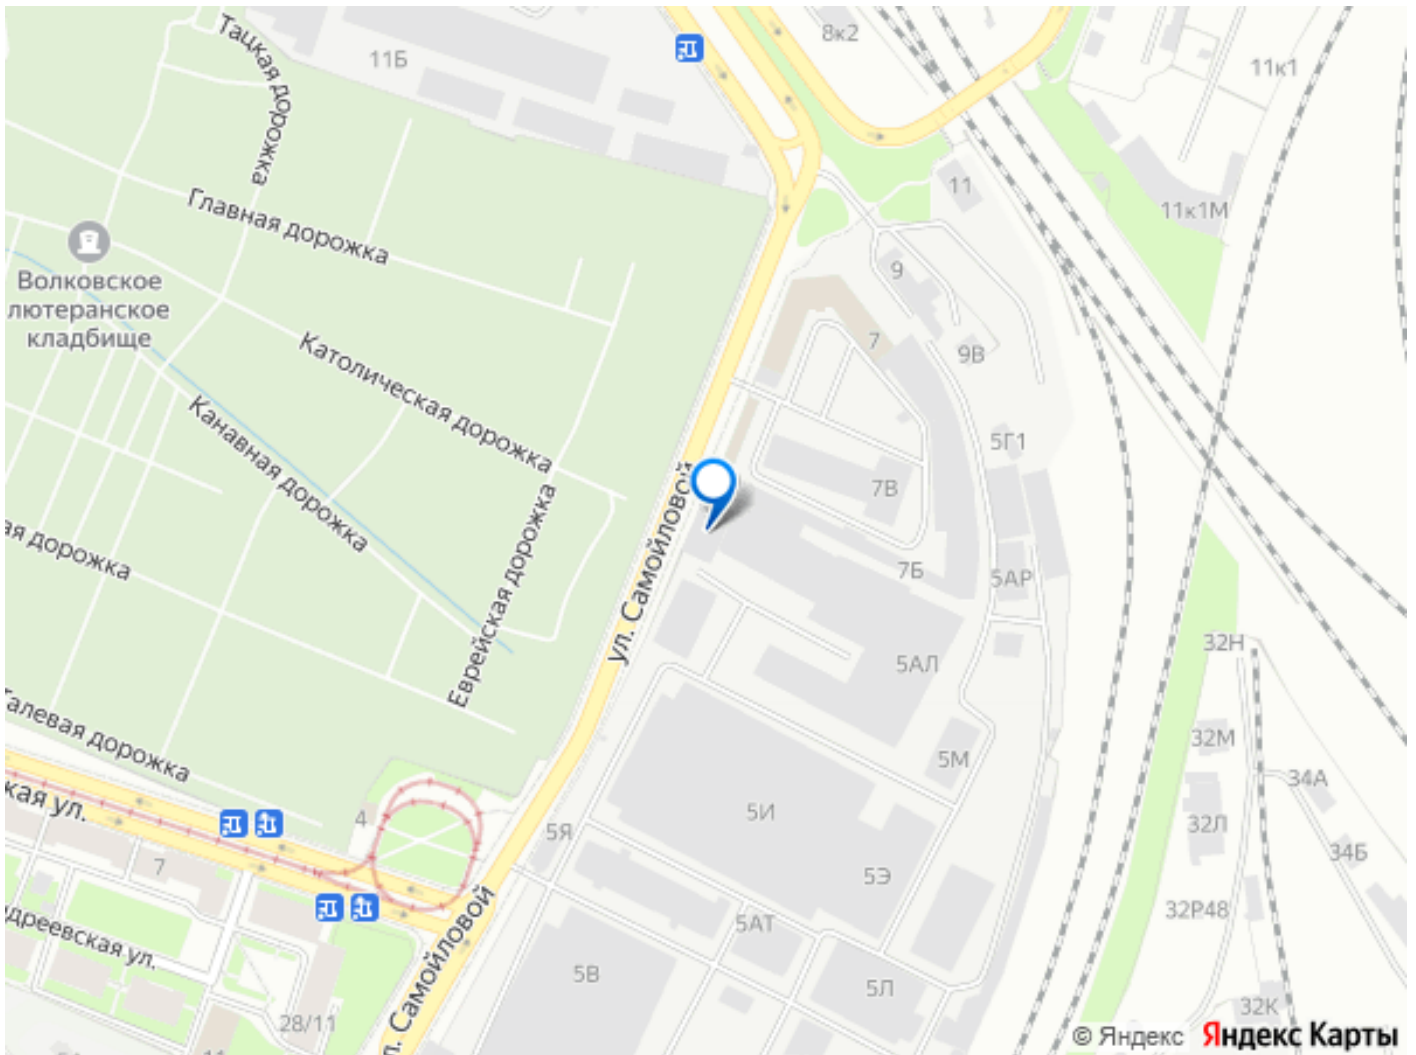 Тацкая дорожка
11Б
8к2
11к1
Главная дорожка
11
11к1М
Волковское
лютеранское
кладбище
9
7
9В
Католическая дорожка
Канавная дорожка
Еврейская дорожка
ая дорожка
ул. Самойловой
5Г1
7В
7Б
5АР
5АЛ
32Н
алевая дорожка
5М
32М
34А
кая ул.
4
5Я
5И
32Л
34Б
7
5Э
32Р48
5АТ
дреевская ул.
5В
5Л
л. Самойловой
28/11
32К
© Яндекс Яндекс Карты